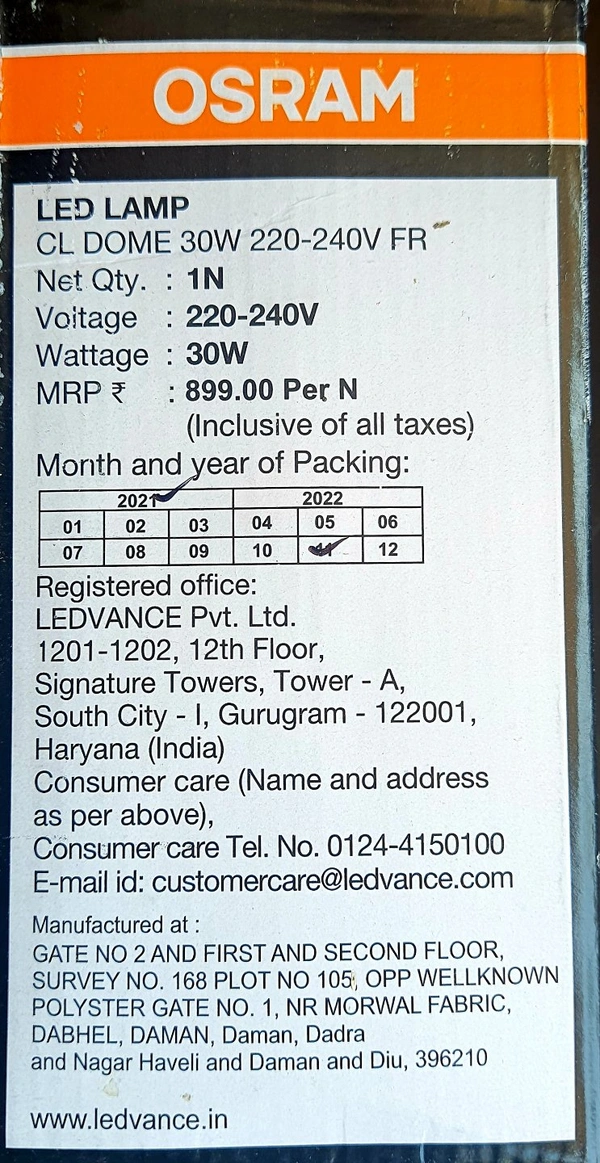 OSRAM
LED LAMP
CL DOME 30W 220-240V FR
Net Qty. : 1N
Voltage : 220-240V
Wattage : 30W
MRP ₹ : 899.00 Per N
(Inclusive of all taxes)
Month and year of Packing:
2021 2022
01 02 03 04 05 06
07 08 09 10 11 12
Registered office:
LEDVANCE Pvt. Ltd.
1201-1202, 12th Floor,
Signature Towers, Tower - A,
South City - I, Gurugram - 122001,
Haryana (India)
Consumer care (Name and address
as per above),
Consumer care Tel. No. 0124-4150100
E-mail id: customercare@ledvance.com
Manufactured at :
GATE NO 2 AND FIRST AND SECOND FLOOR,
SURVEY NO. 168 PLOT NO 105, OPP WELLKNOWN
POLYSTER GATE NO. 1, NR MORWAL FABRIC,
DABHEL, DAMAN, Daman, Dadra
and Nagar Haveli and Daman and Diu, 396210
www.ledvance.in